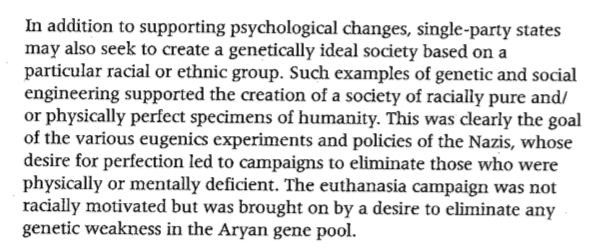 In addition to supporting psychological changes, single-party states
may also seek to create a genetically ideal society based on a
particular racial or ethnic group. Such examples of genetic and social
engineering supported the creation of a society of racially pure and/
or physically perfect specimens of humanity. This was clearly the goal
of the various eugenics experiments and policies of the Nazis, whose
desire for perfection led to campaigns to eliminate those who were
physically or mentally deficient. The euthanasia campaign was not
racially motivated but was brought on by a desire to eliminate any
genetic weakness in the Aryan gene pool.